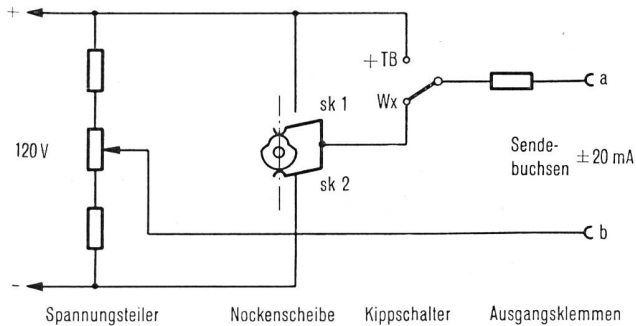 +
+TB
a
sk 1
Wx
120 V
Sende-
buchsen
±20 mA
sk 2
b
-
Spannungsteiler
Nockenscheibe
Kippschalter
Ausgangsklemmen